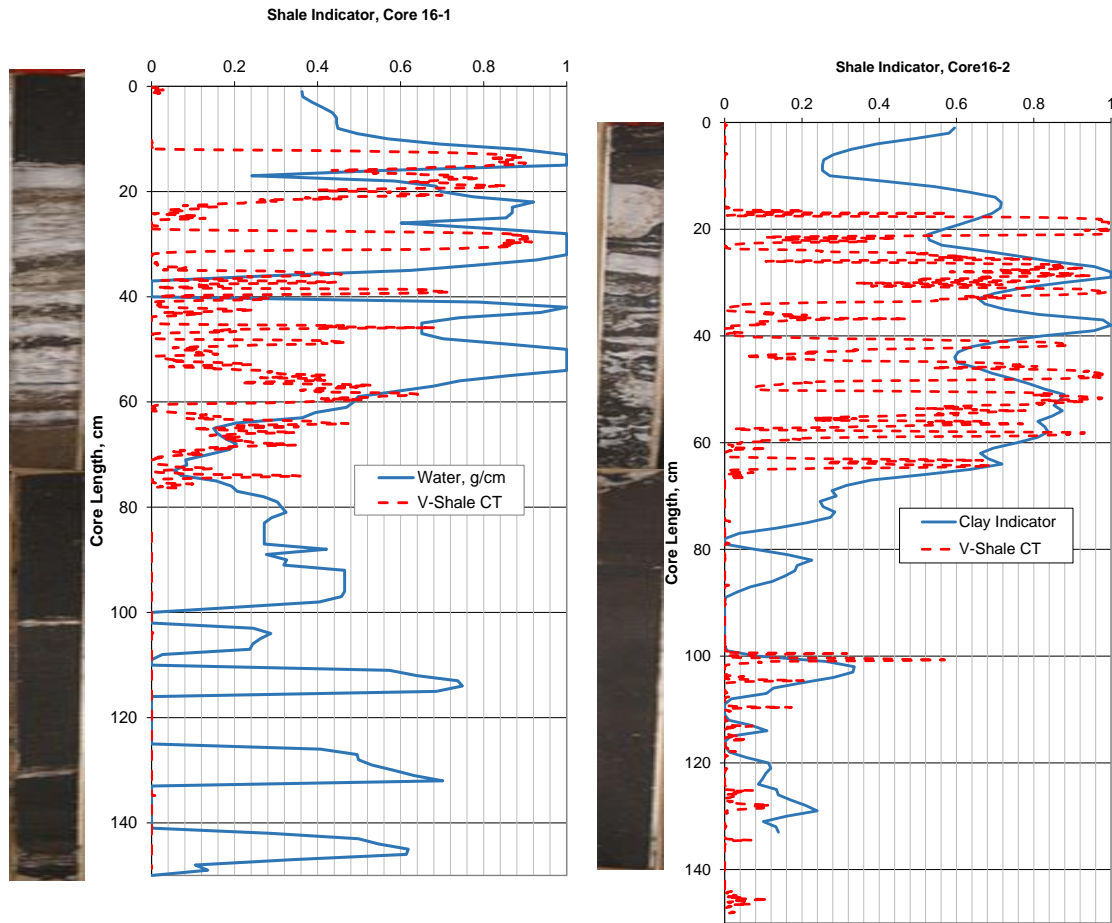 Shale Indicator, Core 16-1
0 0.2 0.4 0.6 0.8 1
0
20
40
60
80
100
120
140
Core Length, cm
Water, g/cm
V-Shale CT
Shale Indicator, Core16-2
0 0.2 0.4 0.6 0.8 1
0
20
40
60
80
100
120
140
Core Length, cm
Clay Indicator
V-Shale CT